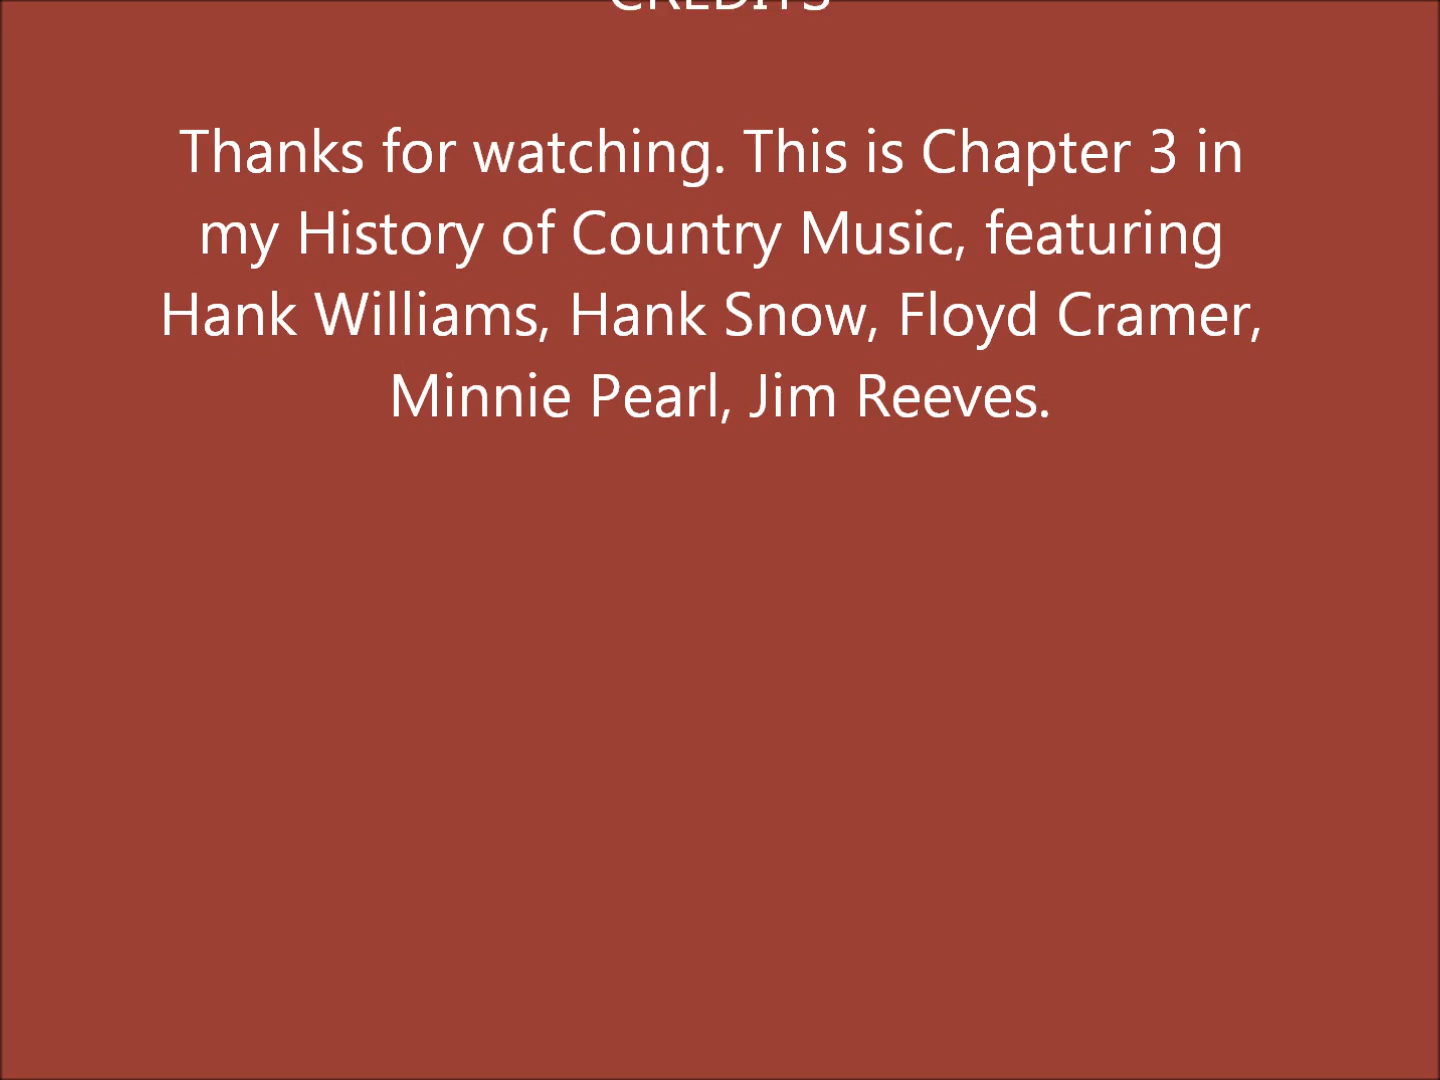 CREDITS
Thanks for watching. This is Chapter 3 in
my History of Country Music, featuring
Hank Williams, Hank Snow, Floyd Cramer,
Minnie Pearl, Jim Reeves.